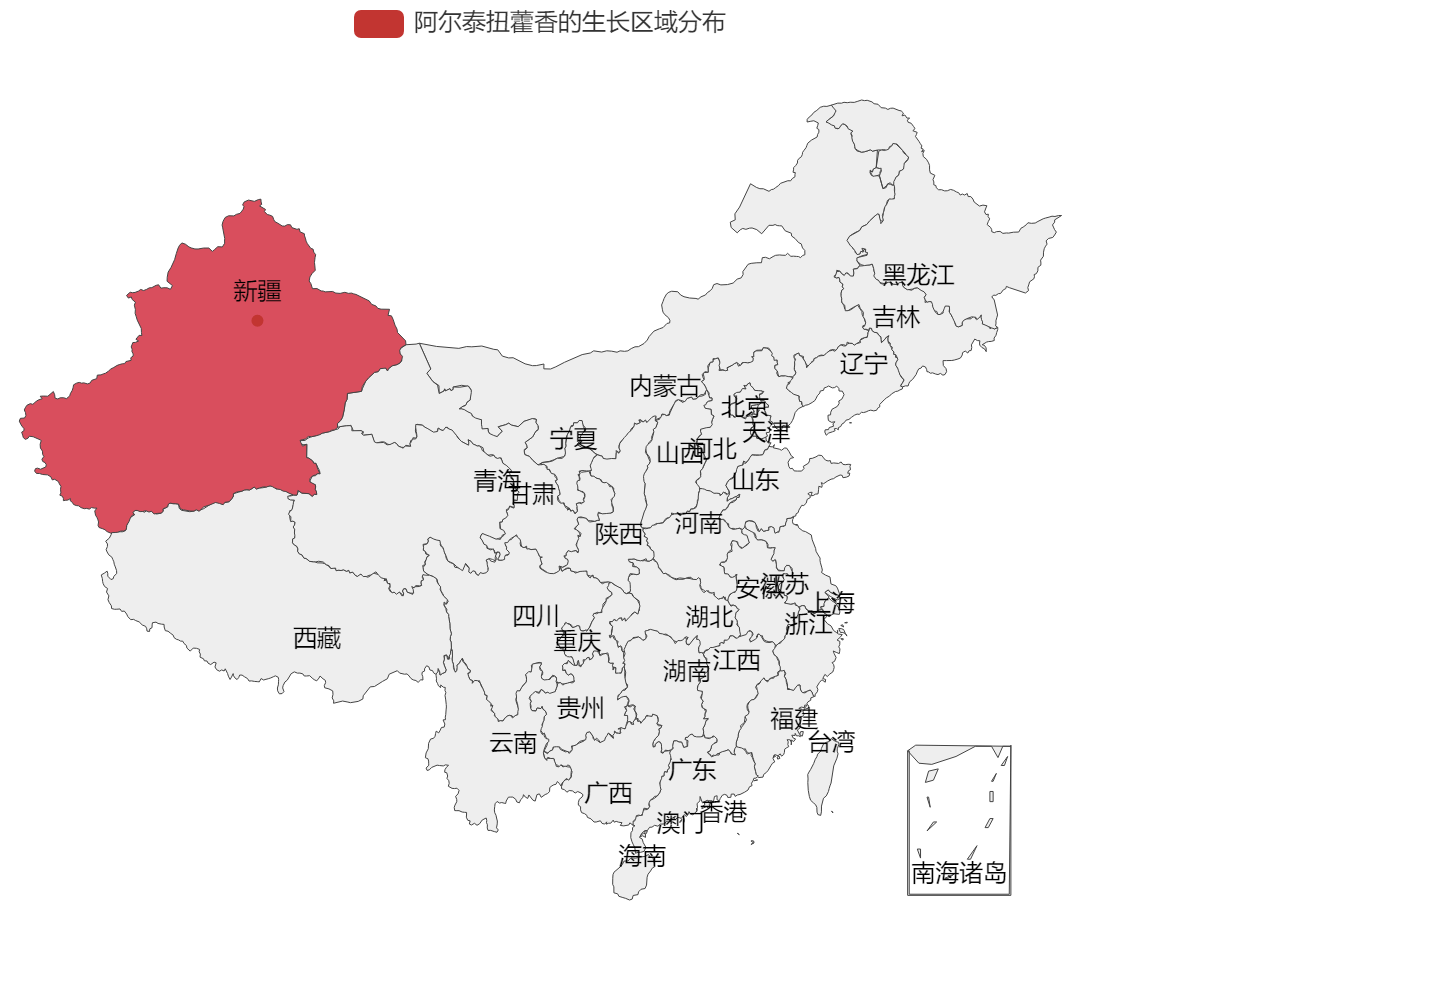 阿尔泰扭藿香的生长区域分布
黑龙江
新疆
吉林
辽宁
内蒙古
北京
天津
宁夏
山西
河北
青海
甘肃
山东
河南
陕西
安徽
江苏
上海
四川
湖北
浙江
西藏
重庆
湖南
江西
贵州
福建
云南
台湾
广东
广西
香港
澳门
海南
南海诸岛